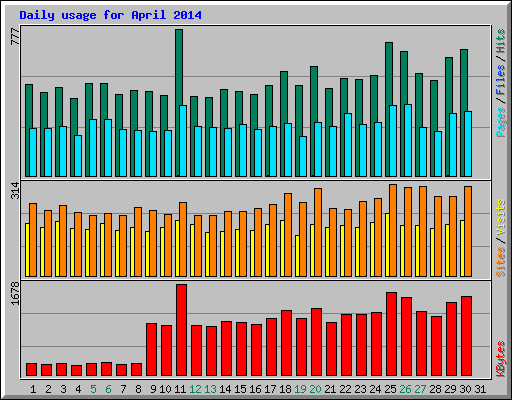 Daily usage for April 2014
777
Pages / Files / Hits
314
Sites / Visits
1678
KBytes
1 2 3 4 5 6 7 8 9 10 11 12 13 14 15 16 17 18 19 20 21 22 23 24 25 26 27 28 29 30 31